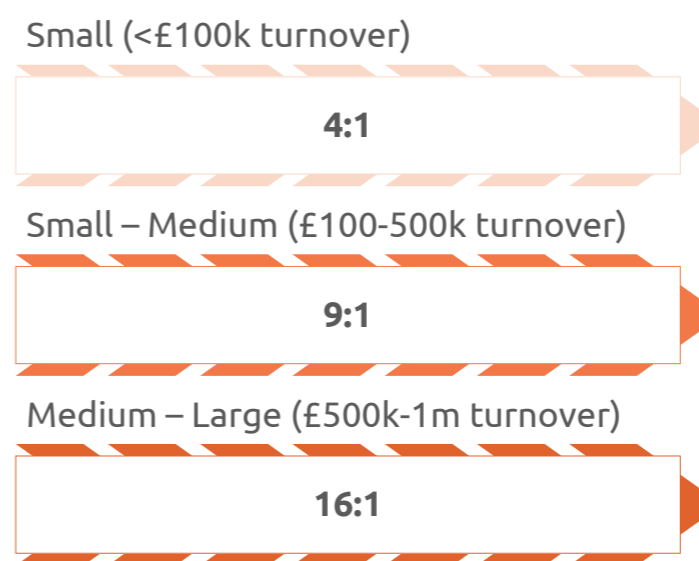 Small (<£100k turnover)
4:1
Small – Medium (£100-500k turnover)
9:1
Medium – Large (£500k-1m turnover)
16:1